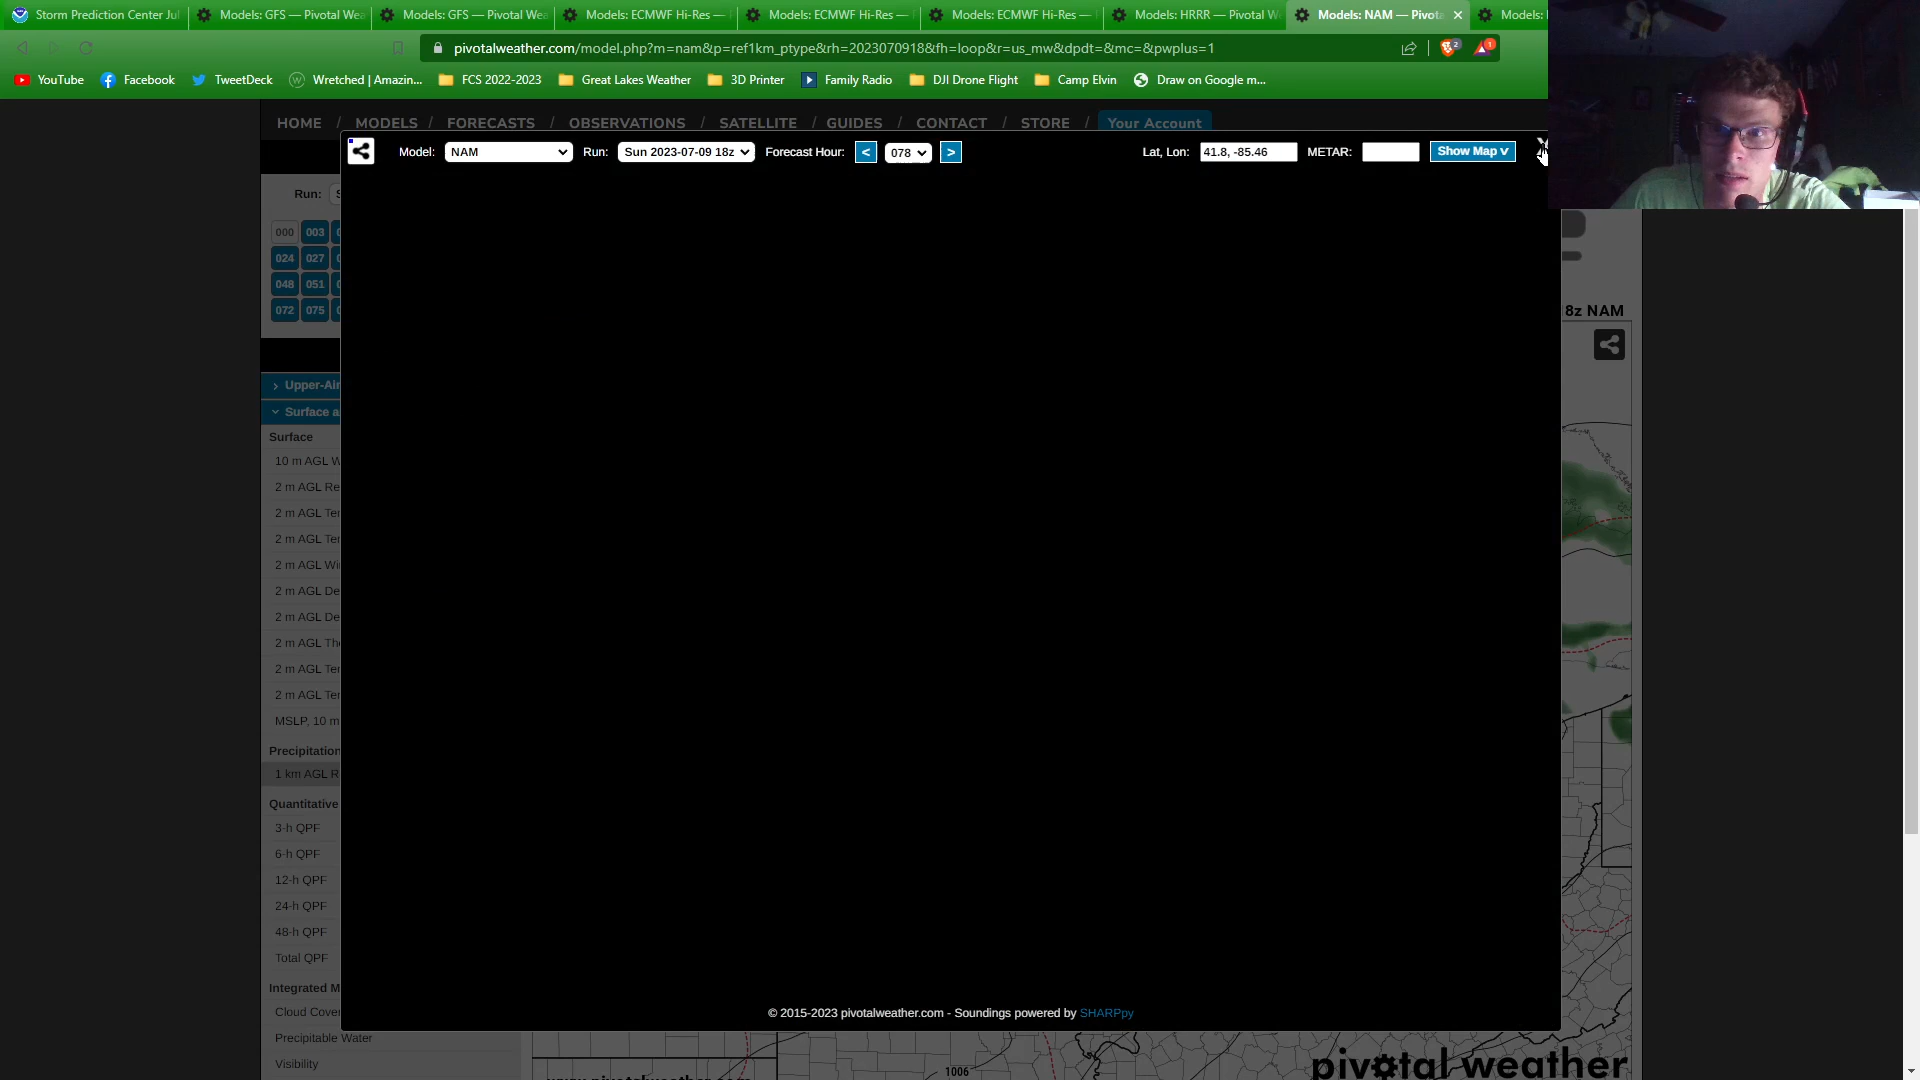 Storm Prediction Center Jul
Models: GFS — Pivotal Wea
Models: GFS — Pivotal Wea
Models: ECMWF Hi-Res —
Models: ECMWF Hi-Res —
Models: ECMWF Hi-Res —
Models: HRRR — Pivotal W
Models: NAM — Pivota
Models:
pivotalweather.com/model.php?m=nam&p=ref1km_ptype&rh=2023070918&fh=loop&r=us_mw&dpdt=&mc=&pwplus=1
2
1
YouTube
Facebook
TweetDeck
Wretched | Amazin...
FCS 2022-2023
Great Lakes Weather
3D Printer
Family Radio
DJI Drone Flight
Camp Elvin
Draw on Google m...
HOME / MODELS / FORECASTS / OBSERVATIONS / SATELLITE / GUIDES / CONTACT / STORE / Your Account
Model: NAM Run: Sun 2023-07-09 18z Forecast Hour: < 078 > Lat, Lon: 41.8, -85.46 METAR: Show Map V X
Run:
000 003
024 027
048 051
072 075
8z NAM
Upper-Air
Surface a
Surface
10 m AGL W
2 m AGL Re
2 m AGL Ter
2 m AGL Ter
2 m AGL Wi
2 m AGL De
2 m AGL De
2 m AGL The
2 m AGL Ter
2 m AGL Ter
MSLP, 10 m
Precipitation
1 km AGL R
Quantitative
3-h QPF
6-h QPF
12-h QPF
24-h QPF
48-h QPF
Total QPF
Integrated M
Cloud Cover
Precipitable Water
Visibility
© 2015-2023 pivotalweather.com - Soundings powered by SHARPpy
1006
pivotal weather